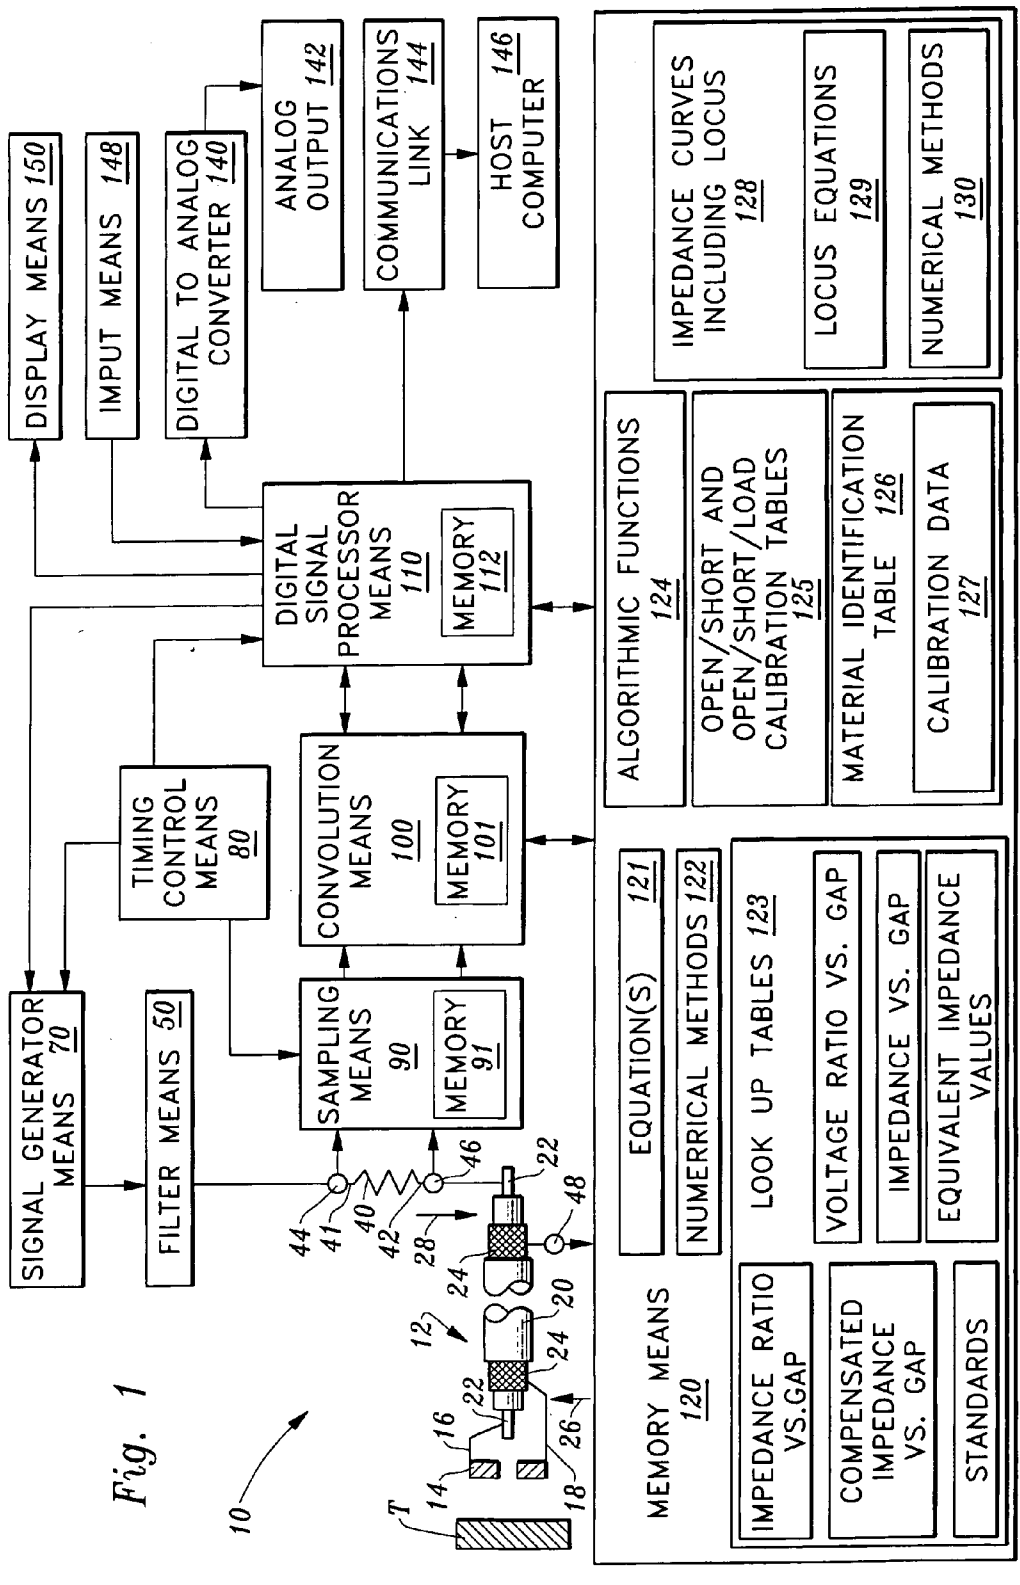 Fig. 1
10
SIGNAL GENERATOR
MEANS 70
FILTER MEANS 50
TIMING
CONTROL
MEANS
80
DISPLAY MEANS 150
IMPUT MEANS 148
DIGITAL TO ANALOG
CONVERTER 140
ANALOG
OUTPUT 142
COMMUNICATIONS
LINK 144
HOST 146
COMPUTER
DIGITAL
SIGNAL
PROCESSOR
MEANS
110
MEMORY
112
CONVOLUTION
MEANS
100
MEMORY
101
SAMPLING
MEANS
90
MEMORY
91
44
41
40
42
46
28
22
24
48
12
20
24
22
16
14
18
26
T
MEMORY MEANS
120
EQUATION(S) 121
NUMERRICAL METHODS 122
LOOK UP TABLES 123
IMPEDANCE RATIO
VS.GAP
VOLTAGE RATIO VS. GAP
COMPENSATED
IMPEDANCE
VS. GAP
IMPEDANCE VS. GAP
STANDARDS
EQUIVALENT IMPEDANCE
VALUES
ALGORITHMIC FUNCTIONS
124
OPEN/SHORT AND
OPEN/SHORT/LOAD
CALIBRATION TABLES
125
MATERIAL IDENTIFICATION
TABLE 126
CALIBRATION DATA
127
IMPEDANCE CURVES
INCLUDING LOCUS
128
LOCUS EQUATIONS
129
NUMERICAL METHODS
130